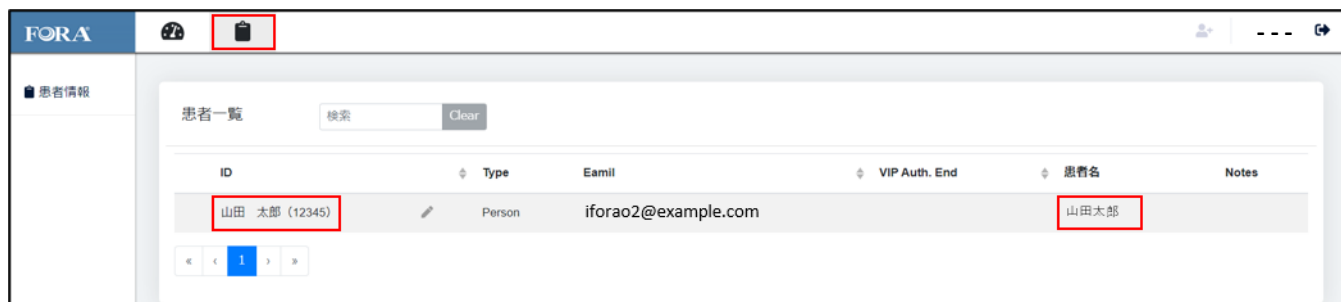 FORA
- - -
患者情報
患者一覧 検索 Clear
ID Type Eamil VIP Auth. End 患者名 Notes
山田 太郎（12345） Person iforao2@example.com 山田太郎
« ‹ 1 › »